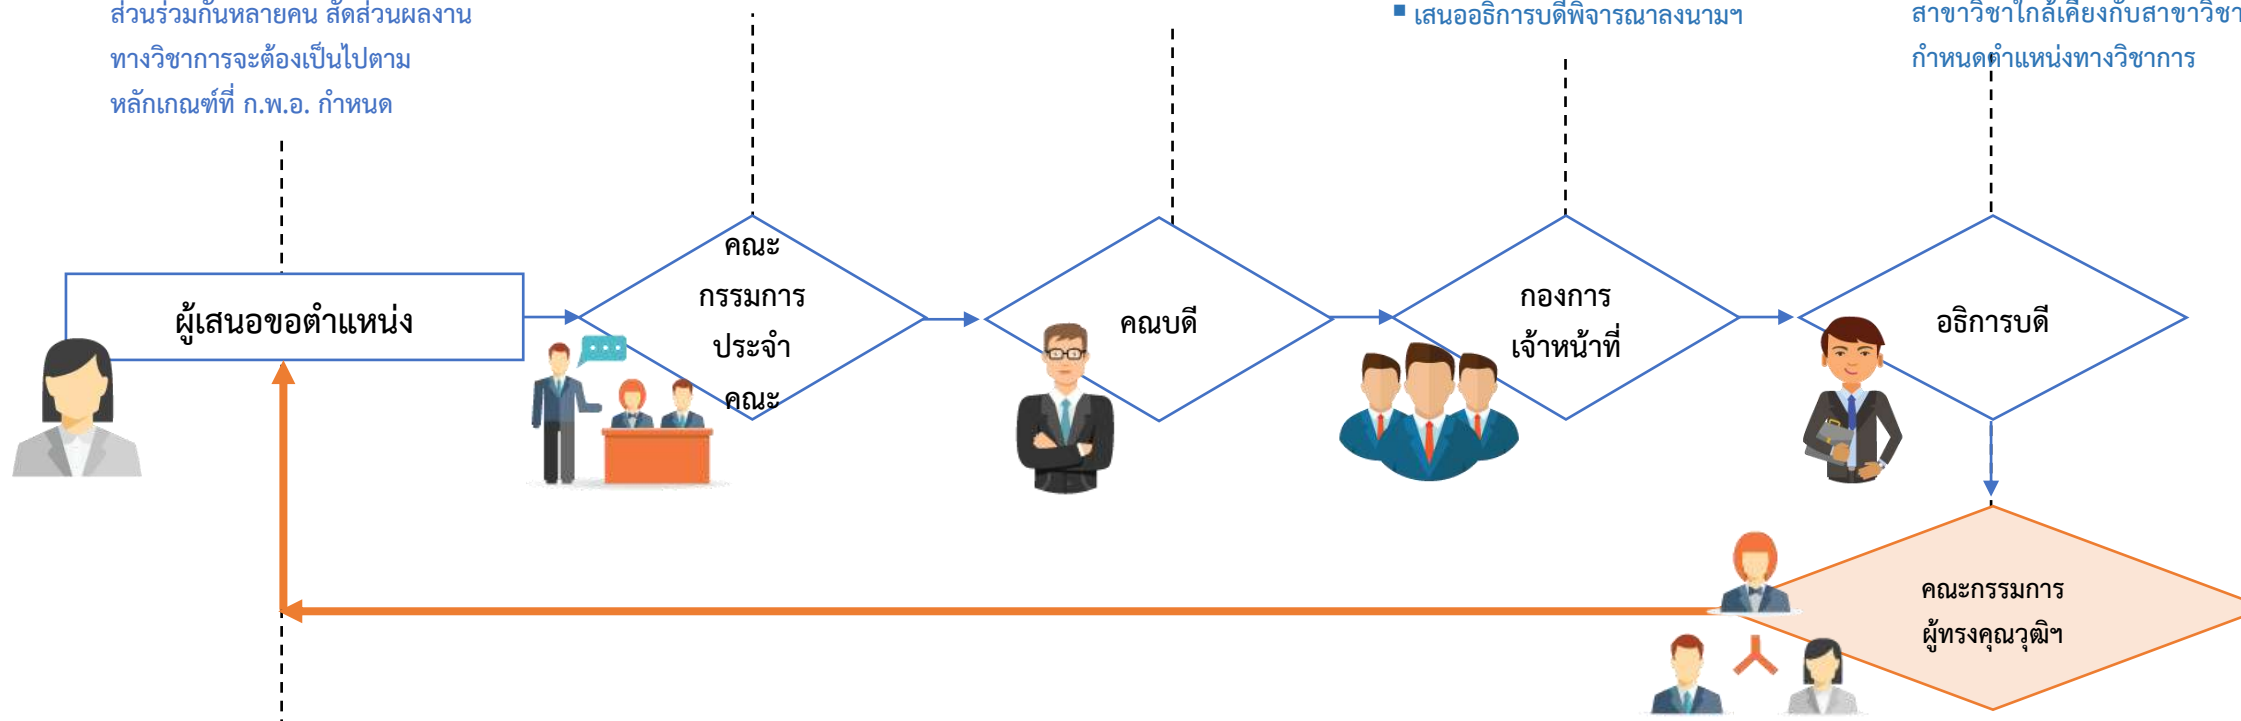 ส่วนร่วมกันหลายคน สัดส่วนผลงาน
ทางวิชาการจะต้องเป็นไปตาม
หลักเกณฑ์ที่ ก.พ.อ. กำหนด
▪ เสนออธิการบดีพิจารณาลงนามฯ
สาขาวิชาใกล้เคียงกับสาขาวิชา
กำหนดตำแหน่งทางวิชาการ
ผู้เสนอขอตำแหน่ง
คณะ
กรรมการ
ประจำ
คณะ
คณบดี
กองการ
เจ้าหน้าที่
อธิการบดี
คณะกรรมการ
ผู้ทรงคุณวุฒิฯ